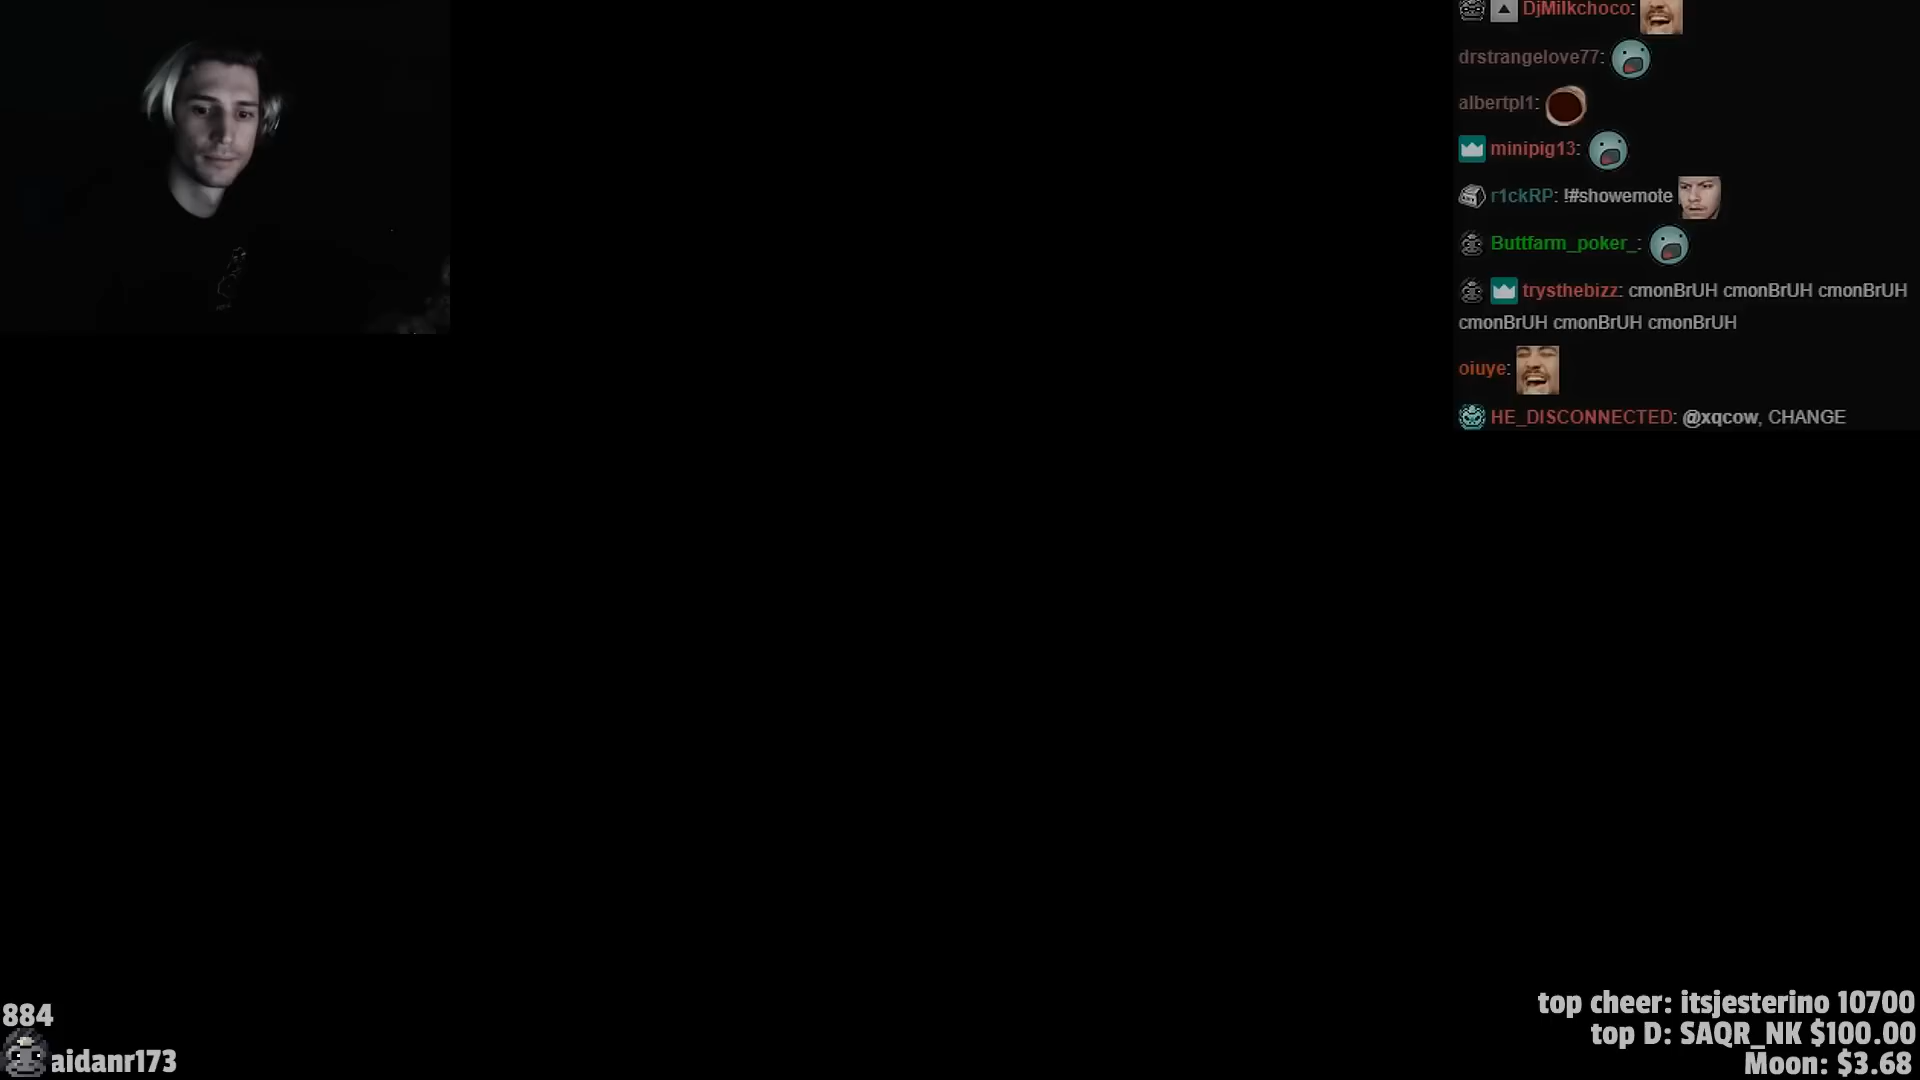 DjMilkchoco:
drstrangelove77:
albertpl1:
minipig13:
r1ckRP: !#showemote
Buttfarm_poker_:
trysthebizz: cmonBrUH cmonBrUH cmonBrUH
cmonBrUH cmonBrUH cmonBrUH
oiuye:
HE_DISCONNECTED: @xqcow, CHANGE
884
aidanr173
top cheer: itsjesterino 10700
top D: SAQR_NK $100.00
Moon: $3.68